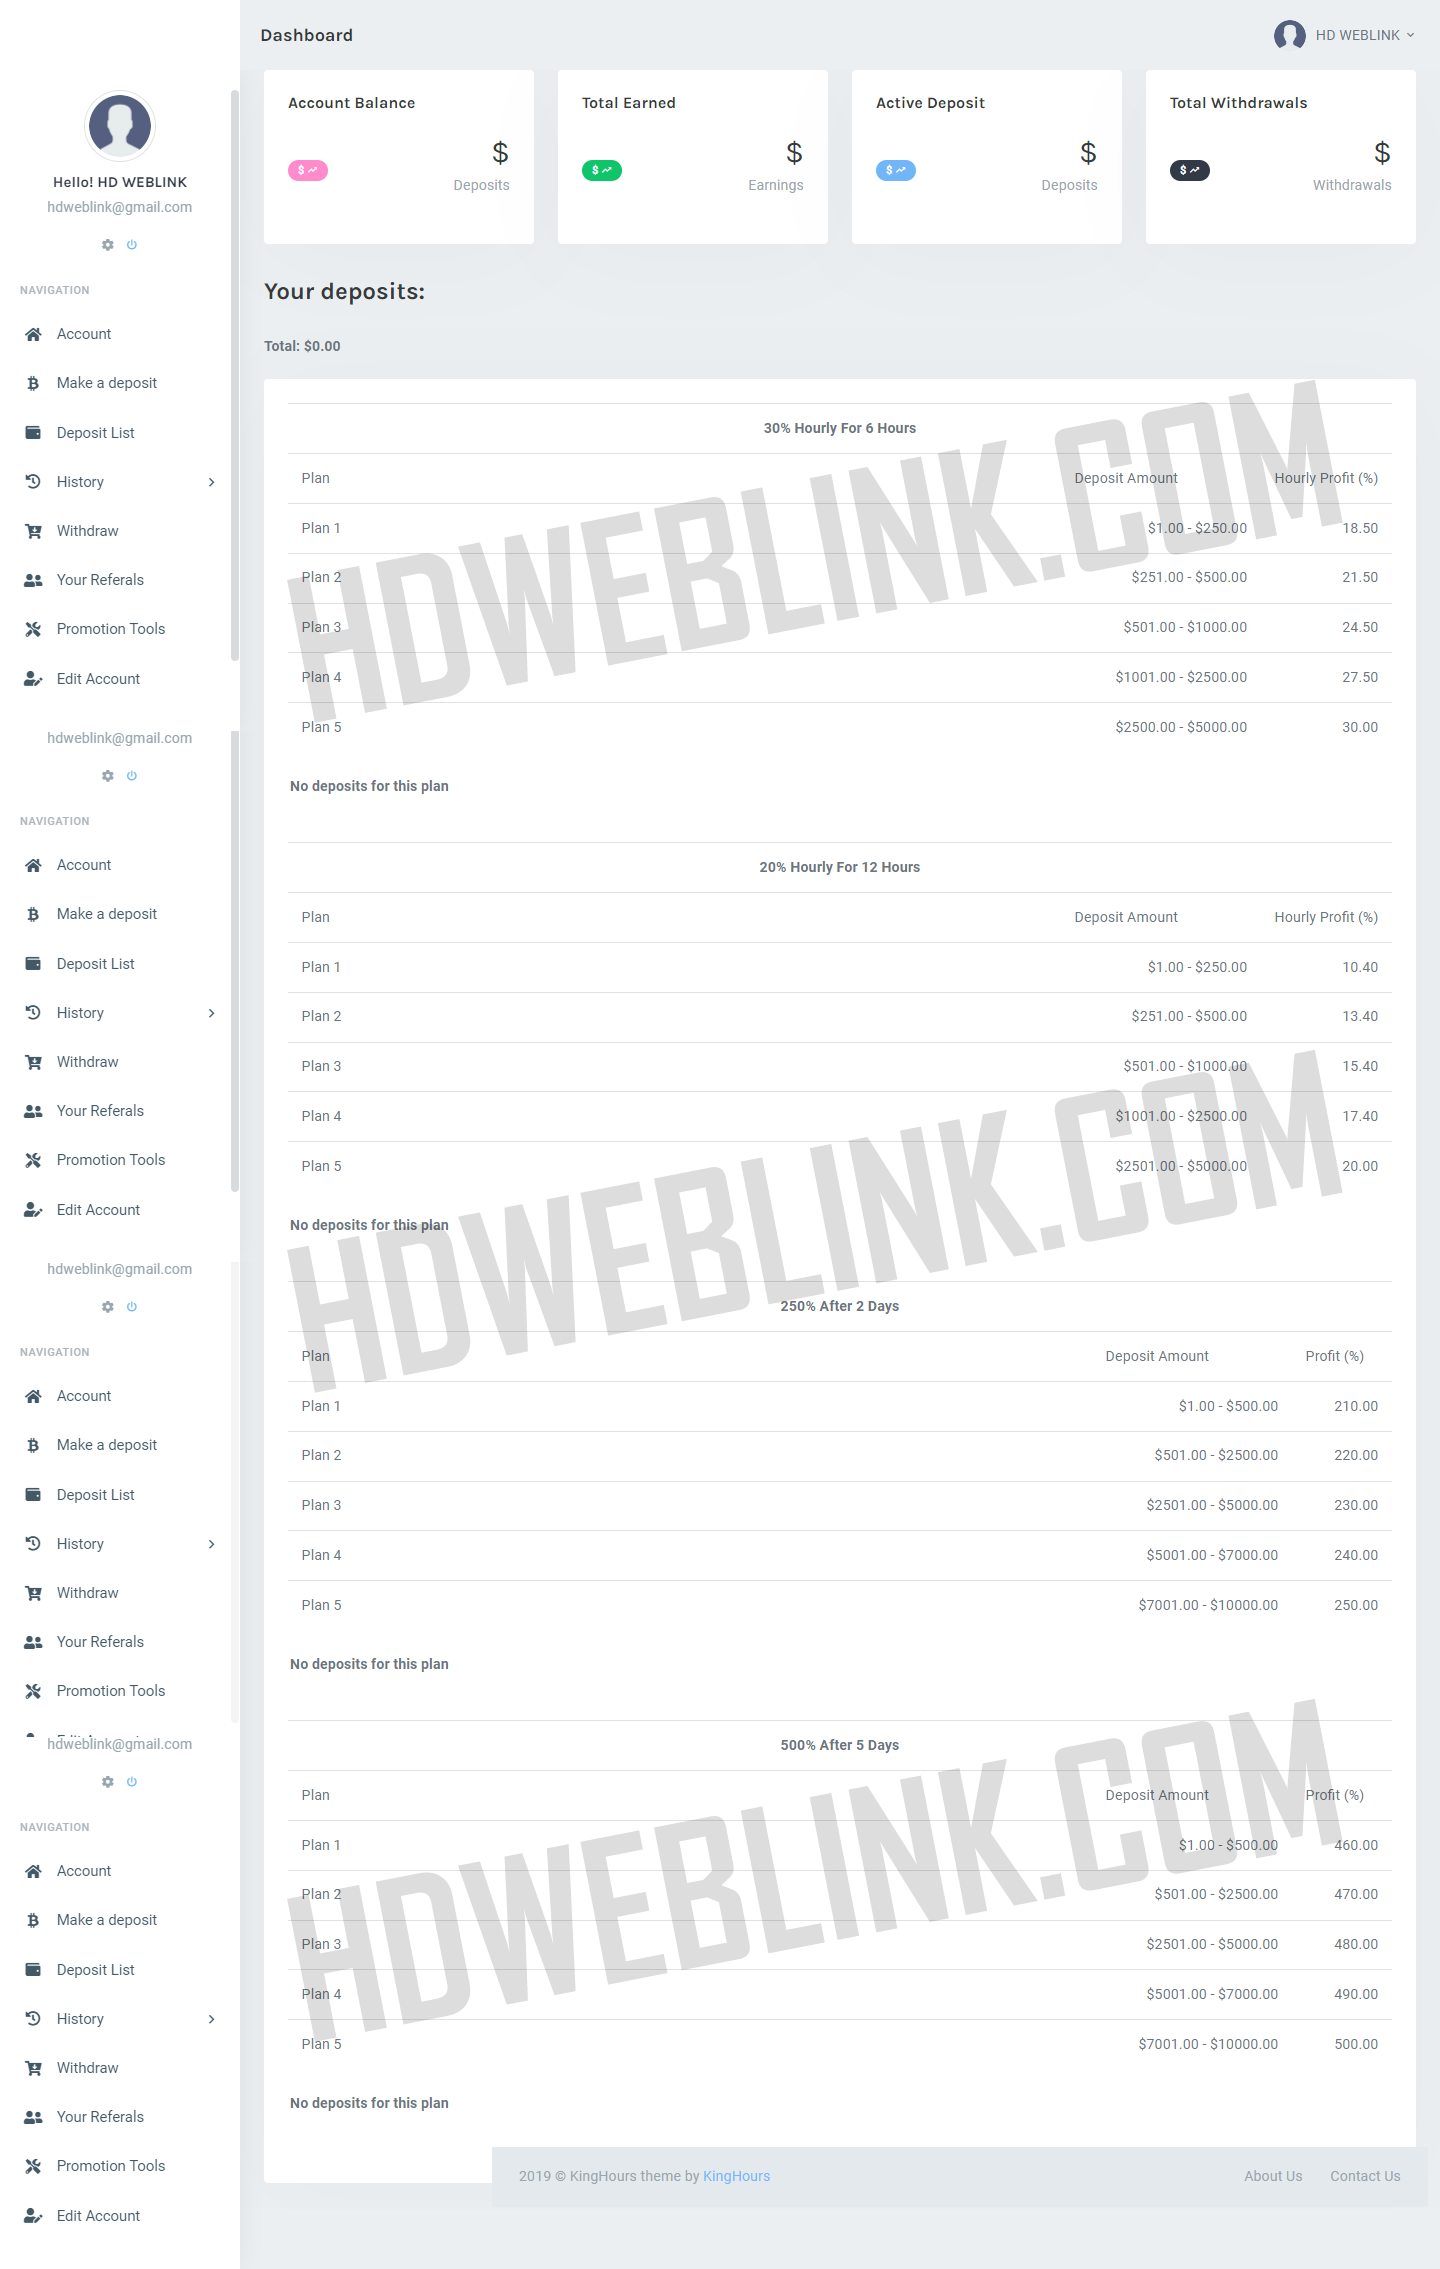 Dashboard
HD WEBLINK
Hello! HD WEBLINK
hdweblink@gmail.com
NAVIGATION
Account
Make a deposit
Deposit List
History
Withdraw
Your Referals
Promotion Tools
Edit Account
hdweblink@gmail.com
NAVIGATION
Account
Make a deposit
Deposit List
History
Withdraw
Your Referals
Promotion Tools
Edit Account
hdweblink@gmail.com
NAVIGATION
Account
Make a deposit
Deposit List
History
Withdraw
Your Referals
Promotion Tools
hdweblink@gmail.com
NAVIGATION
Account
Make a deposit
Deposit List
History
Withdraw
Your Referals
Promotion Tools
Edit Account
Account Balance
$
$
Deposits
Total Earned
$
$
Earnings
Active Deposit
$
$
Deposits
Total Withdrawals
$
$
Withdrawals
Your deposits:
Total: $0.00
30% Hourly For 6 Hours
Plan Deposit Amount Hourly Profit (%)
Plan 1 $1.00 - $250.00 18.50
Plan 2 $251.00 - $500.00 21.50
Plan 3 $501.00 - $1000.00 24.50
Plan 4 $1001.00 - $2500.00 27.50
Plan 5 $2500.00 - $5000.00 30.00
HDWEBLINK.COM
No deposits for this plan
20% Hourly For 12 Hours
Plan Deposit Amount Hourly Profit (%)
Plan 1 $1.00 - $250.00 10.40
Plan 2 $251.00 - $500.00 13.40
Plan 3 $501.00 - $1000.00 15.40
Plan 4 $1001.00 - $2500.00 17.40
Plan 5 $2501.00 - $5000.00 20.00
HDWEBLINK.COM
No deposits for this plan
250% After 2 Days
Plan Deposit Amount Profit (%)
Plan 1 $1.00 - $500.00 210.00
Plan 2 $501.00 - $2500.00 220.00
Plan 3 $2501.00 - $5000.00 230.00
Plan 4 $5001.00 - $7000.00 240.00
Plan 5 $7001.00 - $10000.00 250.00
No deposits for this plan
500% After 5 Days
Plan Deposit Amount Profit (%)
Plan 1 $1.00 - $500.00 460.00
Plan 2 $501.00 - $2500.00 470.00
Plan 3 $2501.00 - $5000.00 480.00
Plan 4 $5001.00 - $7000.00 490.00
Plan 5 $7001.00 - $10000.00 500.00
HDWEBLINK.COM
No deposits for this plan
2019 © KingHours theme by KingHours
About Us Contact Us